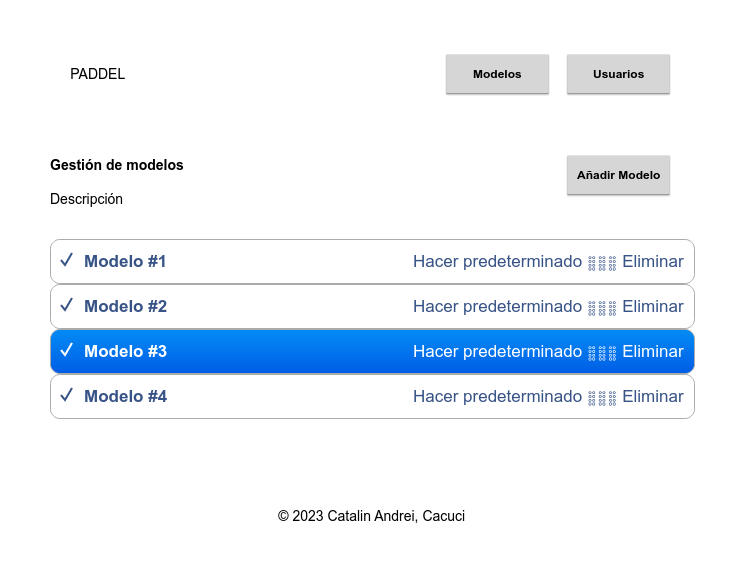 PADDEL
Modelos
Usuarios
Gestión de modelos
Añadir Modelo
Descripción
✓ Modelo #1 Hacer predeterminado ⣿⣿⣿ Eliminar
✓ Modelo #2 Hacer predeterminado ⣿⣿⣿ Eliminar
✓ Modelo #3 Hacer predeterminado ⣿⣿⣿ Eliminar
✓ Modelo #4 Hacer predeterminado ⣿⣿⣿ Eliminar
© 2023 Catalin Andrei, Cacuci